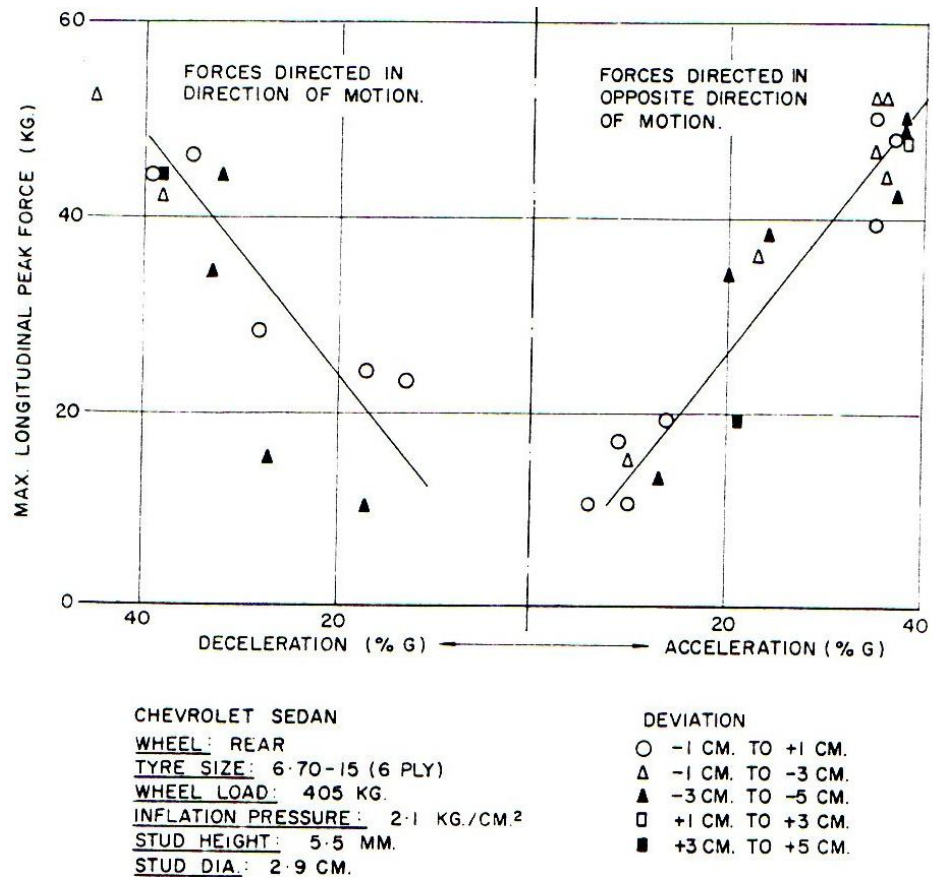 60
FORCES DIRECTED IN
DIRECTION OF MOTION.
FORCES DIRECTED IN
OPPOSITE DIRECTION
OF MOTION.
MAX. LONGITUDINAL PEAK FORCE (KG.)
40
20
0
40
20
20
40
DECELERATION (% G)
ACCELERATION (% G)
CHEVROLET SEDAN
WHEEL: REAR
TYRE SIZE: 6·70-15 (6 PLY)
WHEEL LOAD: 405 KG.
INFLATION PRESSURE: 2·1 KG./CM.²
STUD HEIGHT: 5·5 MM.
STUD DIA.: 2·9 CM.
DEVIATION
-1 CM. TO +1 CM.
-1 CM. TO -3 CM.
-3 CM. TO -5 CM.
+1 CM. TO +3 CM.
+3 CM. TO +5 CM.